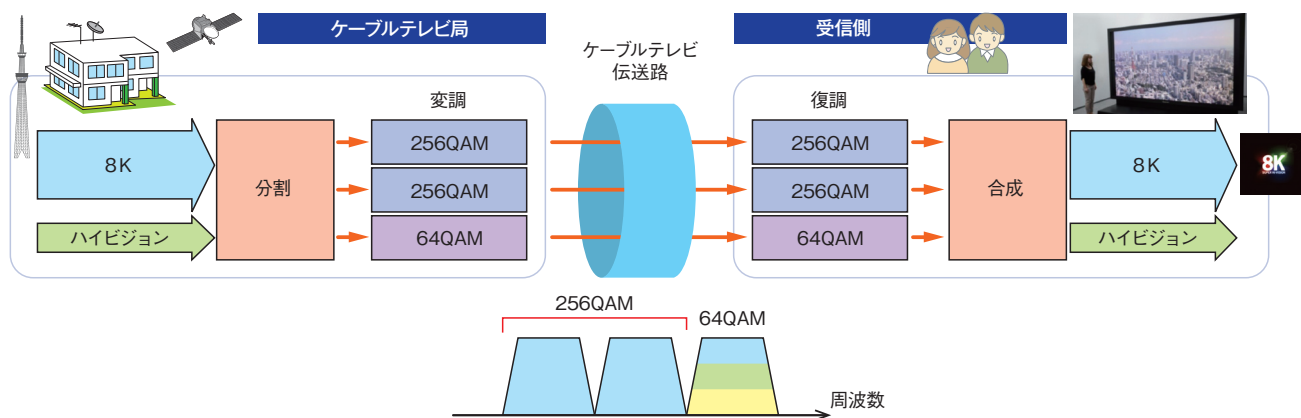 ケーブルテレビ局
受信側
ケーブルテレビ
伝送路
変調
復調
8K
ハイビジョン
分割
256QAM
256QAM
64QAM
256QAM
256QAM
64QAM
合成
8K
ハイビジョン
8K
256QAM
64QAM
周波数